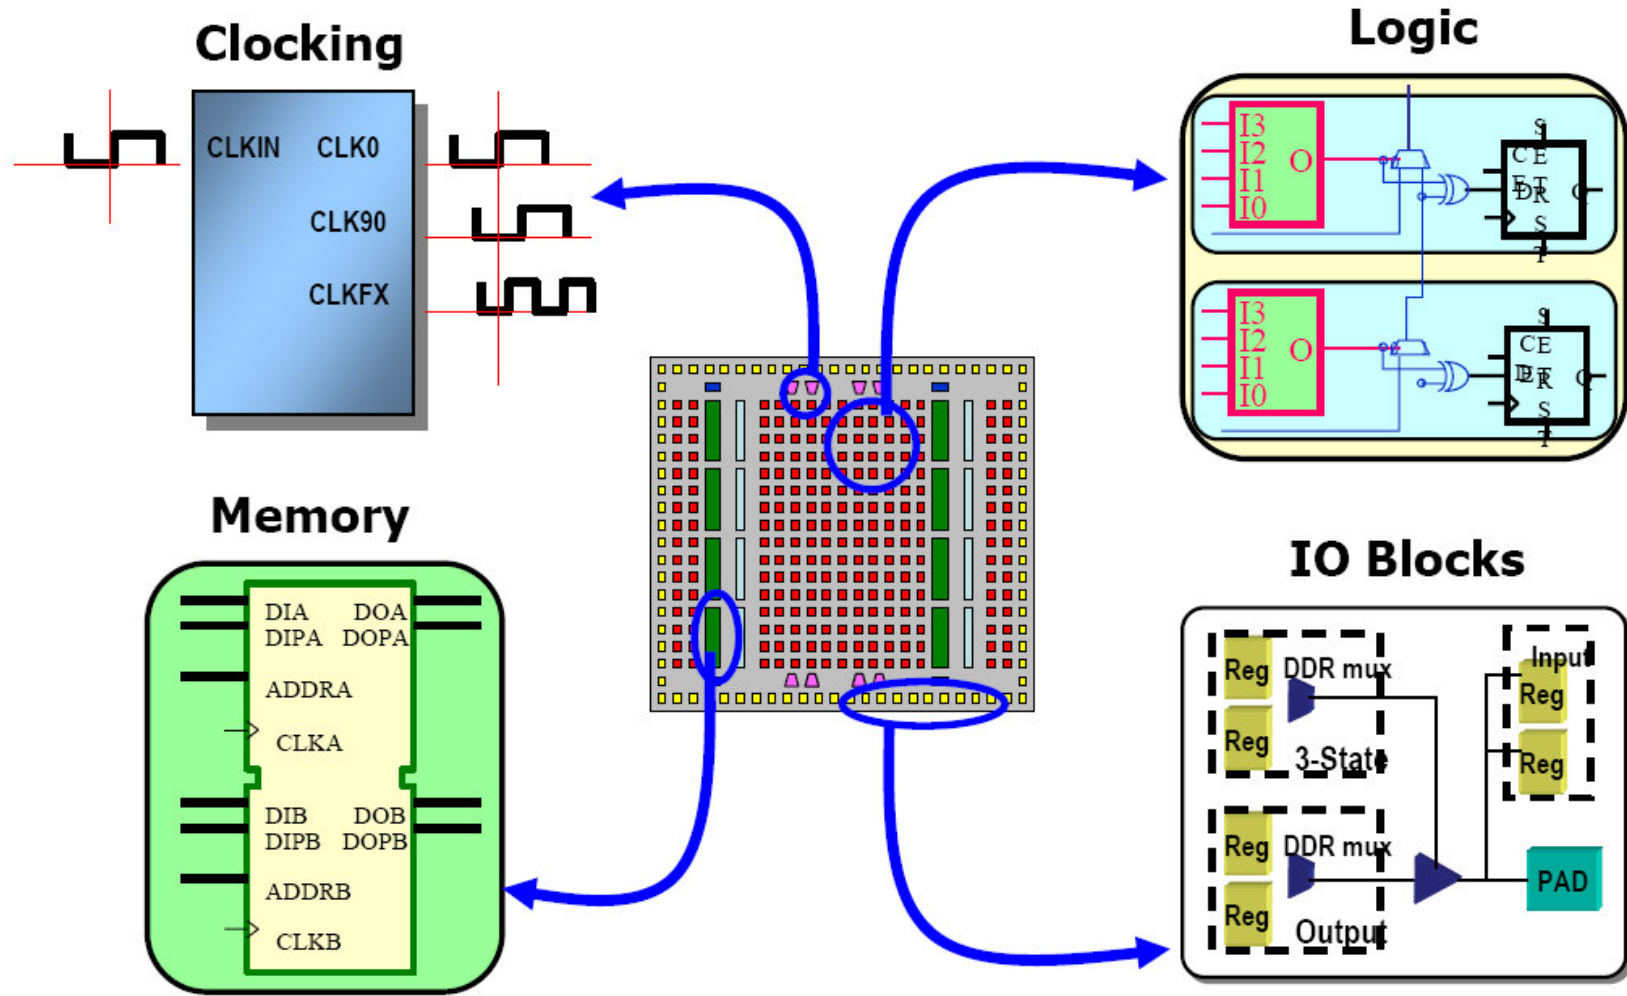 Clocking
CLKIN CLK0
CLK90
CLKFX
Logic
I3
I2
I1
I0
O
S
CE
E
D
T
R
Q
S
T
I3
I2
I1
I0
O
S
CE
E
D
T
R
Q
S
T
Memory
DIA DOA
DIPA DOPA
ADDRA
CLKA
DIB DOB
DIPB DOPB
ADDRB
CLKB
IO Blocks
Reg DDR mux
Reg
3-State
Input
Reg
Reg
Reg DDR mux
Reg
Output
PAD